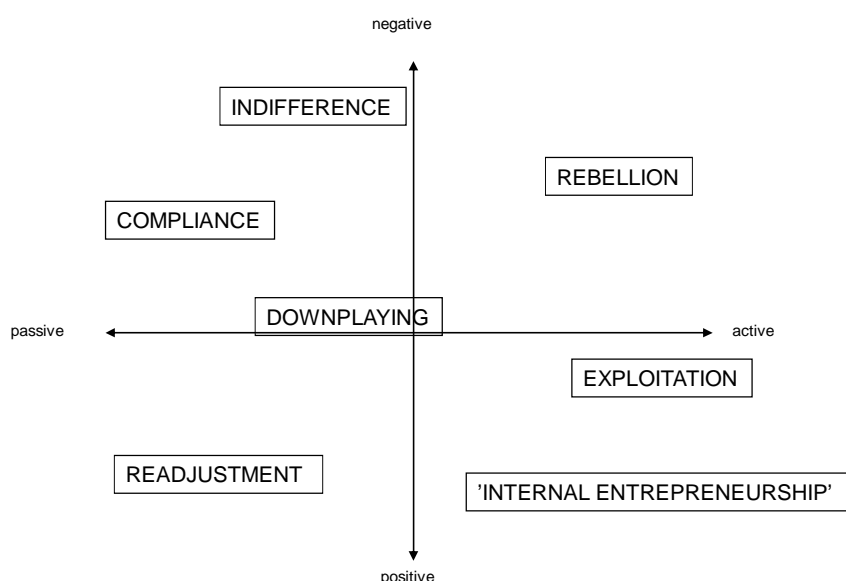 negative
INDIFFERENCE
REBELLION
COMPLIANCE
DOWNPLAYING
passive
active
EXPLOITATION
READJUSTMENT
’INTERNAL ENTREPRENEURSHIP’
positive